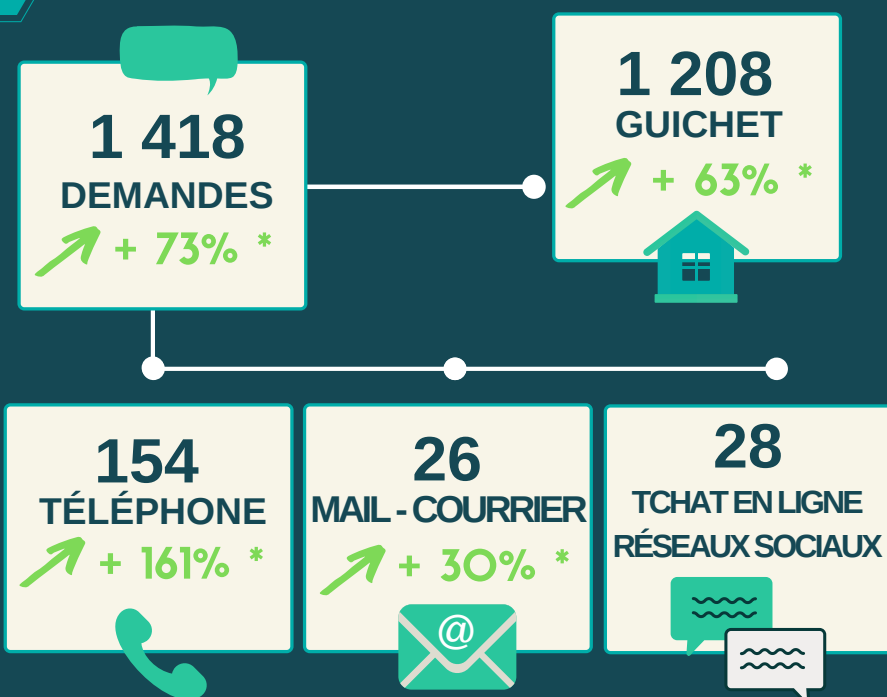 1 418
DEMANDES
+ 73% *
1 208
GUICHET
+ 63% *
154
TÉLÉPHONE
+ 161% *
26
MAIL - COURRIER
+ 30% *
@
28
TCHAT EN LIGNE
RÉSEAUX SOCIAUX